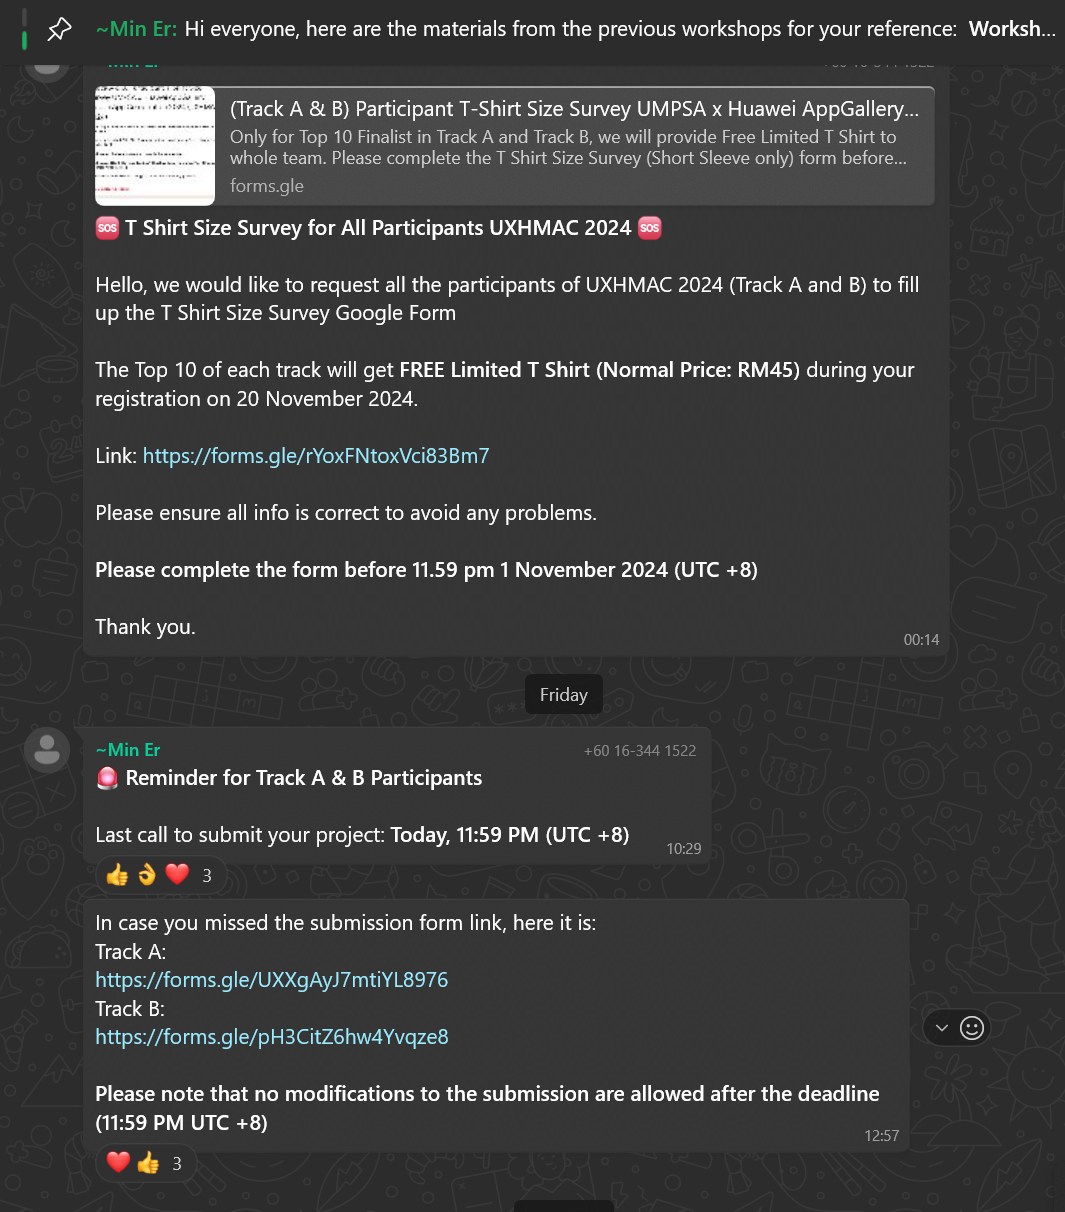 ~Min Er: Hi everyone, here are the materials from the previous workshops for your reference: Worksh...
(Track A & B) Participant T-Shirt Size Survey UMPSA x Huawei AppGallery...
Only for Top 10 Finalist in Track A and Track B, we will provide Free Limited T Shirt to
whole team. Please complete the T Shirt Size Survey (Short Sleeve only) form before...
forms.gle
🆘 T Shirt Size Survey for All Participants UXHMAC 2024 🆘
Hello, we would like to request all the participants of UXHMAC 2024 (Track A and B) to fill
up the T Shirt Size Survey Google Form
The Top 10 of each track will get FREE Limited T Shirt (Normal Price: RM45) during your
registration on 20 November 2024.
Link: https://forms.gle/rYoxFNtoxVci83Bm7
Please ensure all info is correct to avoid any problems.
Please complete the form before 11.59 pm 1 November 2024 (UTC +8)
Thank you.
00:14
Friday
~Min Er +60 16-344 1522
🚨 Reminder for Track A & B Participants
Last call to submit your project: Today, 11:59 PM (UTC +8)
10:29
👍👌❤️ 3
In case you missed the submission form link, here it is:
Track A:
https://forms.gle/UXXgAyJ7mtiYL8976
Track B:
https://forms.gle/pH3CitZ6hw4Yvqze8
Please note that no modifications to the submission are allowed after the deadline
(11:59 PM UTC +8)
12:57
❤️👍 3